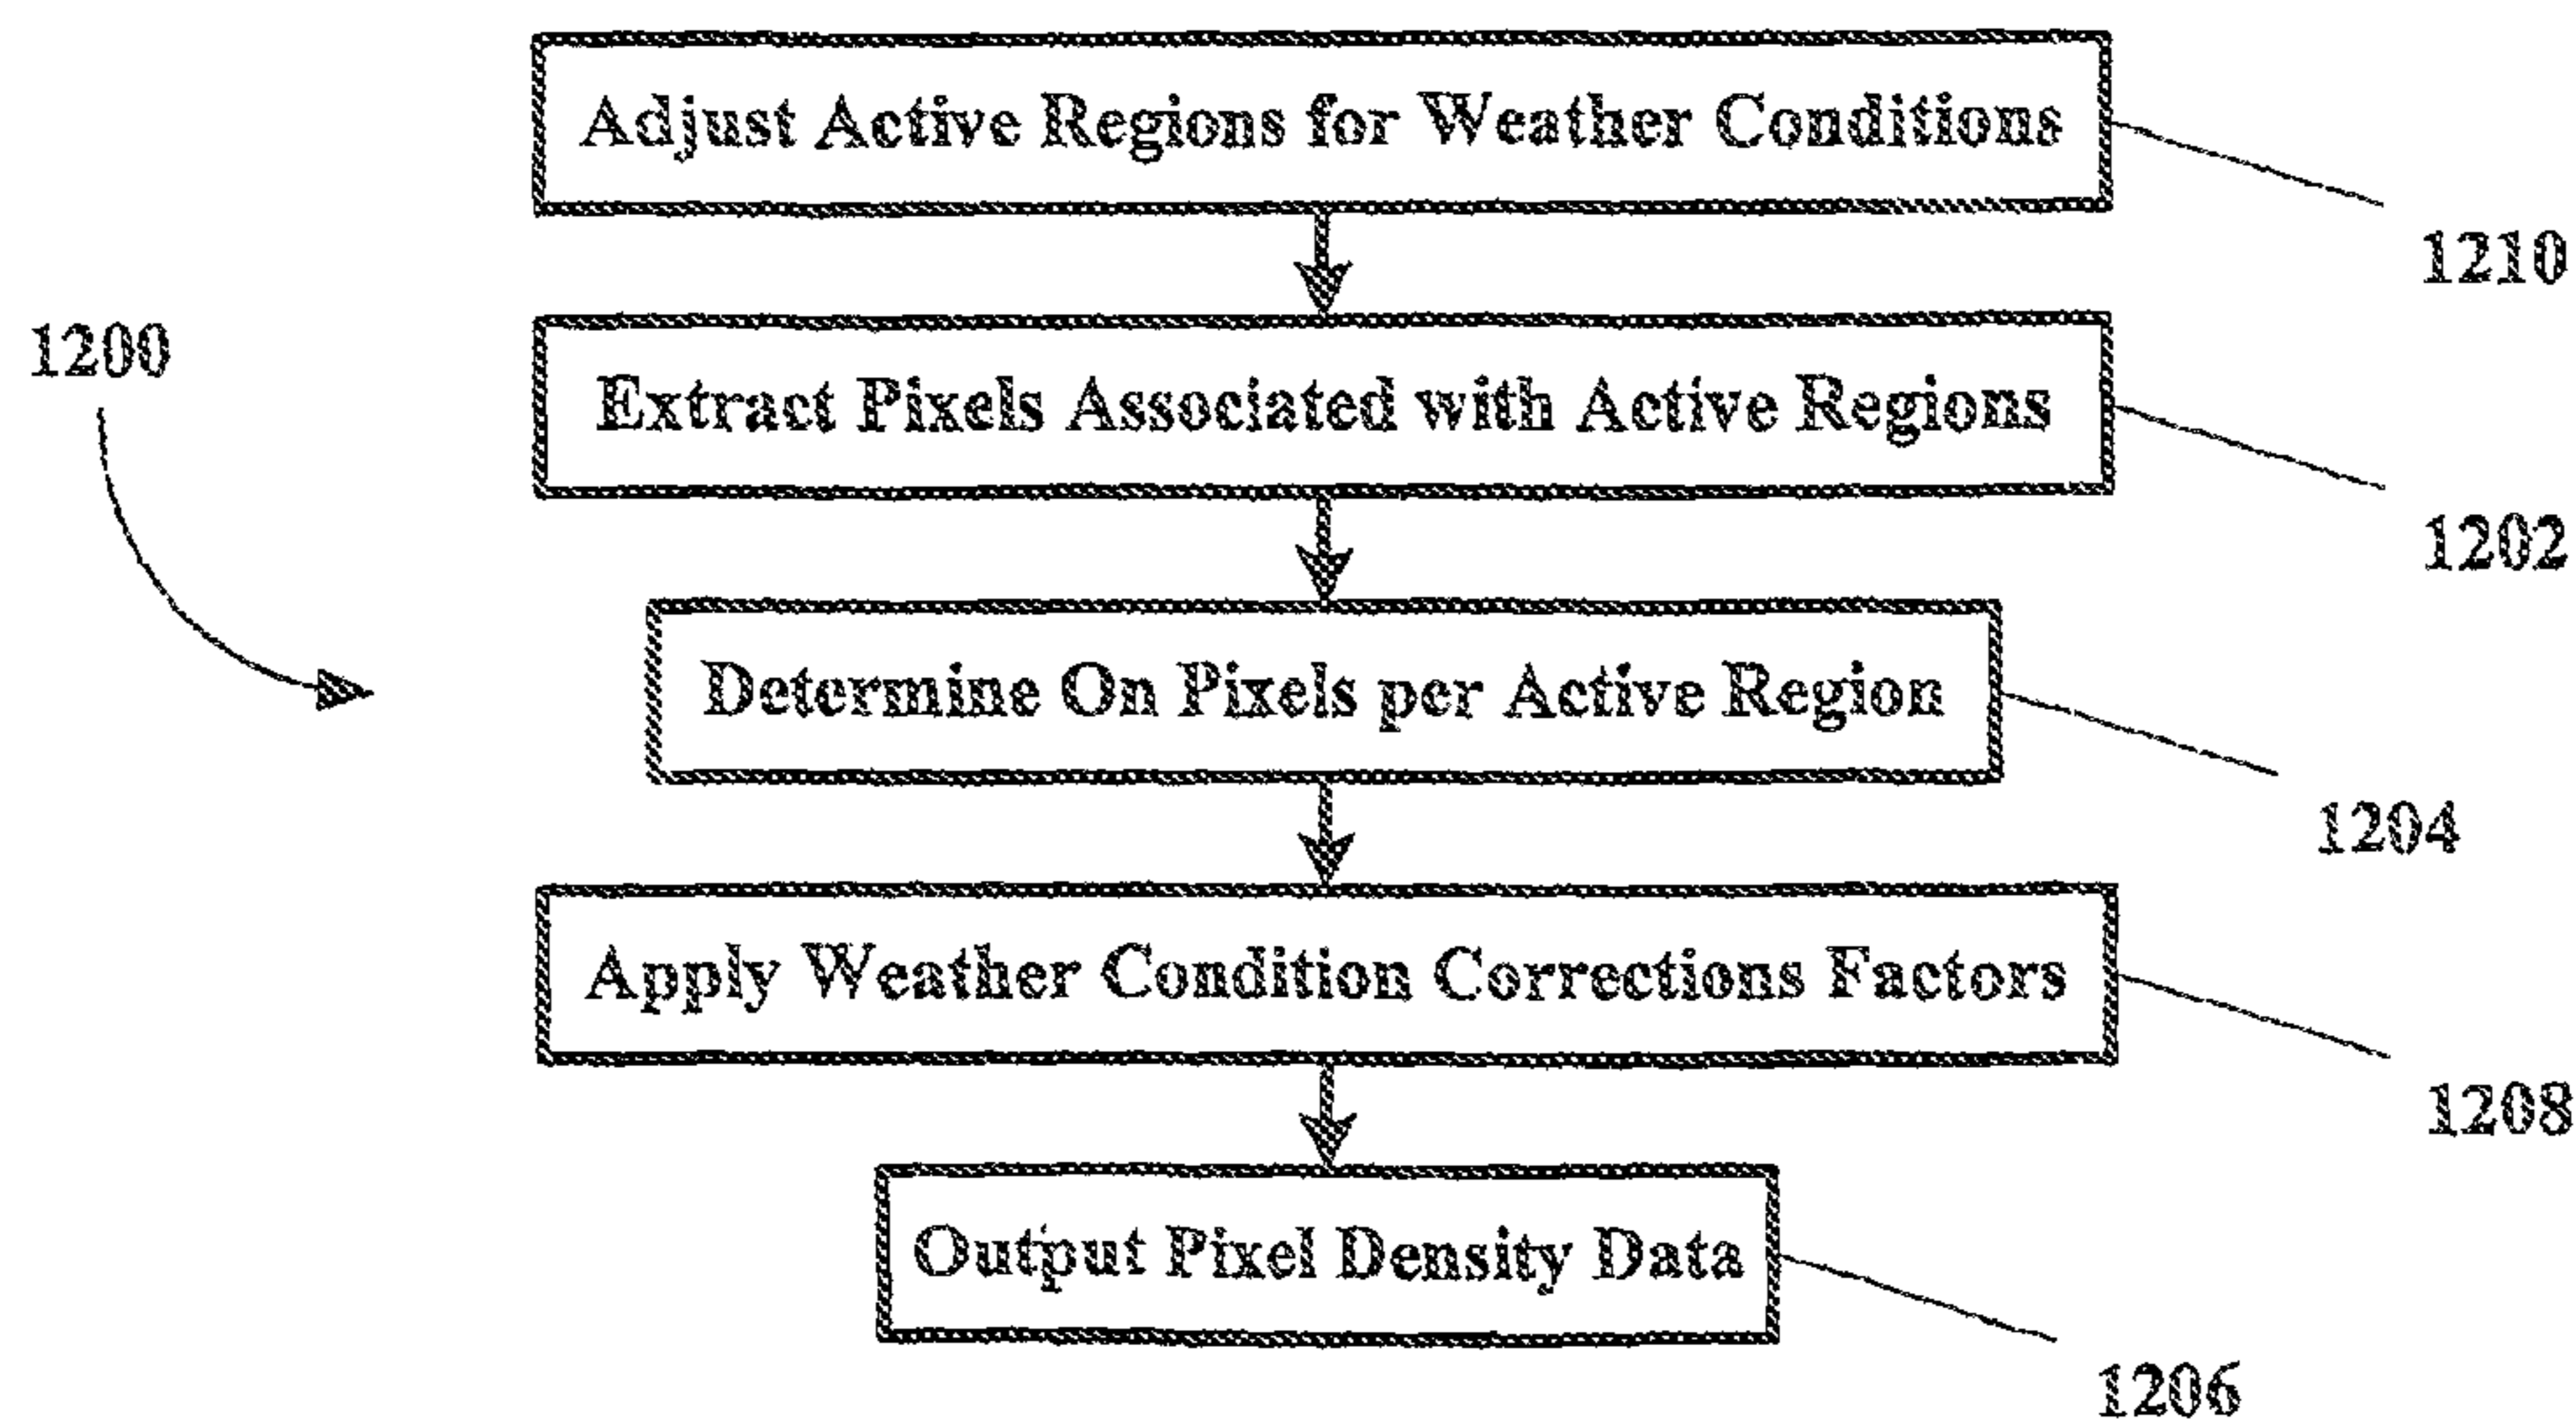 Adjust Active Regions for Weather Conditions
1210
1200
Extract Pixels Associated with Active Regions
1202
Determine On Pixels per Active Region
1204
Apply Weather Condition Corrections Factors
1208
Output Pixel Density Data
1206